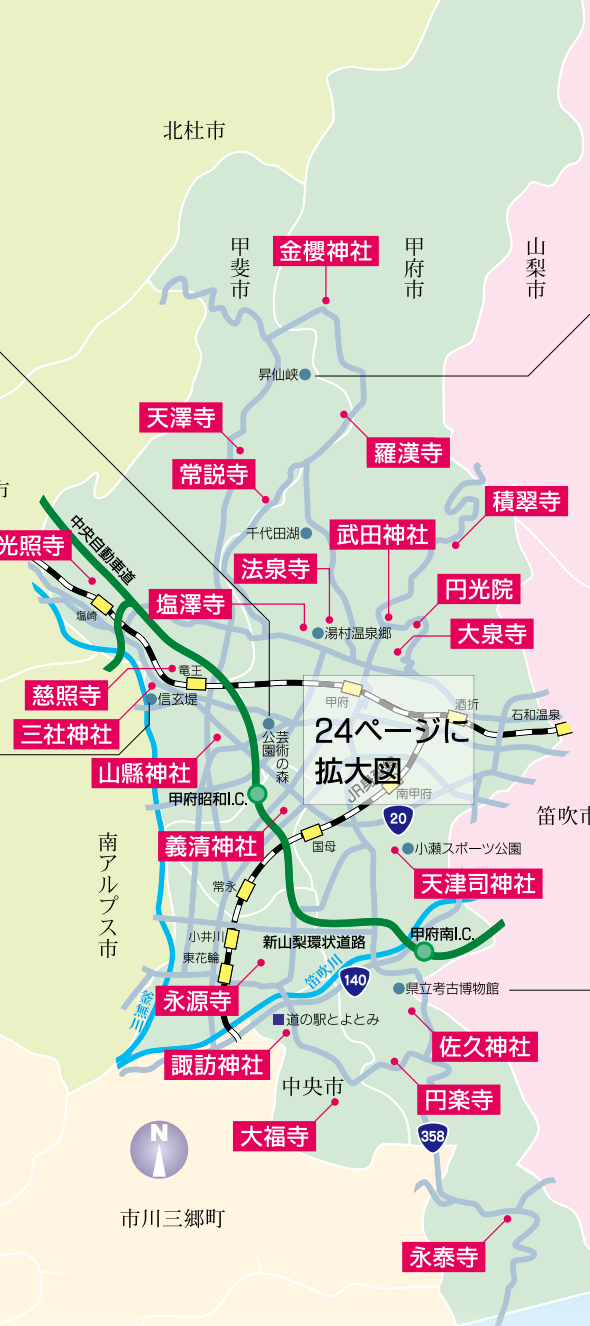 北杜市
甲斐市
金櫻神社
甲府市
山梨市
昇仙峡
天澤寺
羅漢寺
常説寺
市
積翠寺
中央自動車道
千代田湖
武田神社
光照寺
法泉寺
円光院
塩崎
塩澤寺
湯村温泉郷
大泉寺
竜王
慈照寺
信玄堤
甲府
酒折
石和温泉
三社神社
芸術の森
公園
24ページに
拡大図
山縣神社
甲府昭和I.C.
JR身延線
南甲府
20
笛吹市
南アルプス市
義清神社
国母
小瀬スポーツ公園
常永
天津司神社
小井川
新山梨環状道路
甲府南I.C.
東花輪
笛吹川
140
釜無川
永源寺
県立考古博物館
道の駅とよとみ
佐久神社
諏訪神社
中央市
円楽寺
大福寺
358
N
市川三郷町
永泰寺